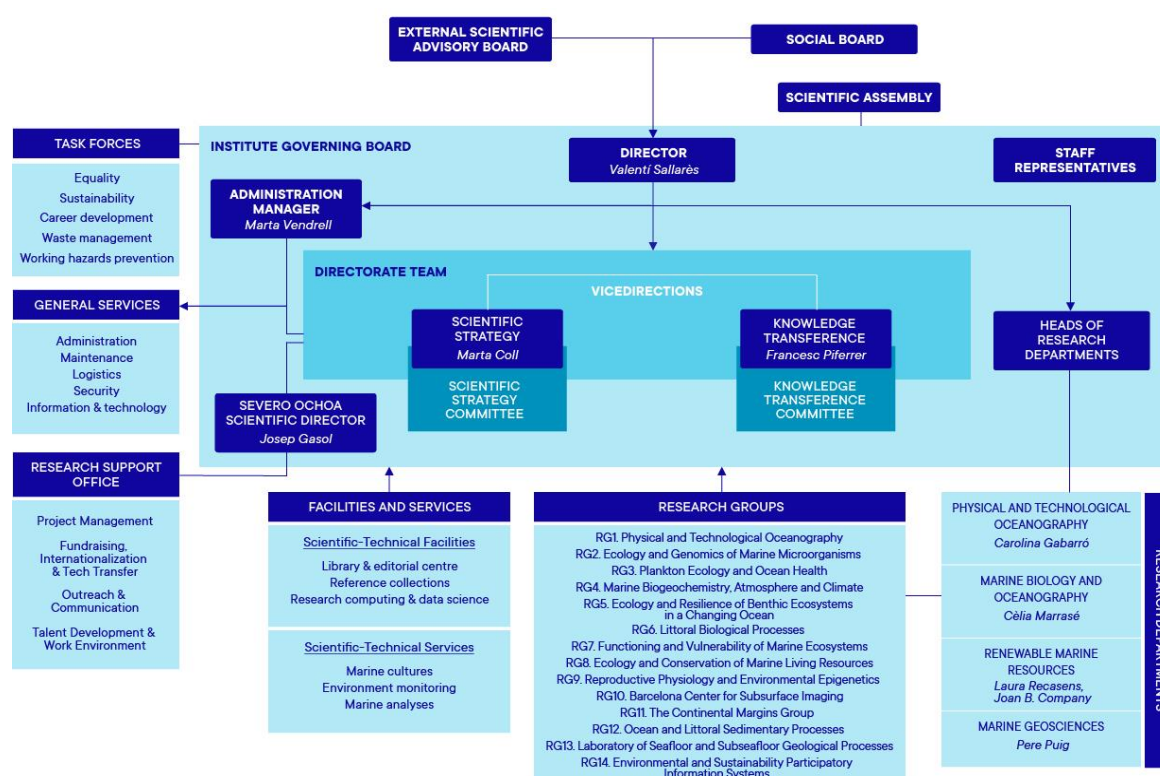 EXTERNAL SCIENTIFIC
ADVISORY BOARD
SOCIAL BOARD
SCIENTIFIC ASSEMBLY
TASK FORCES
Equality
Sustainability
Career development
Waste management
Working hazards prevention
INSTITUTE GOVERNING BOARD
DIRECTOR
Valentí Sallarès
STAFF
REPRESENTATIVES
ADMINISTRATION
MANAGER
Marta Vendrell
DIRECTORATE TEAM
VICEDIRECTIONS
SCIENTIFIC
STRATEGY
Marta Coll
SCIENTIFIC
STRATEGY
COMMITTEE
KNOWLEDGE
TRANSFERENCE
Francesc Piferrer
KNOWLEDGE
TRANSFERENCE
COMMITTEE
HEADS OF
RESEARCH
DEPARTMENTS
GENERAL SERVICES
Administration
Maintenance
Logistics
Security
Information & technology
SEVERO OCHOA
SCIENTIFIC DIRECTOR
Josep Gasol
RESEARCH SUPPORT
OFFICE
Project Management
Fundraising,
Internationalization
& Tech Transfer
Outreach &
Communication
Talent Development &
Work Environment
FACILITIES AND SERVICES
Scientific-Technical Facilities
Library & editorial centre
Reference collections
Research computing & data science
Scientific-Technical Services
Marine cultures
Environment monitoring
Marine analyses
RESEARCH GROUPS
RG1. Physical and Technological Oceanography
RG2. Ecology and Genomics of Marine Microorganisms
RG3. Plankton Ecology and Ocean Health
RG4. Marine Biogeochemistry, Atmosphere and Climate
RG5. Ecology and Resilience of Benthic Ecosystems
in a Changing Ocean
RG6. Littoral Biological Processes
RG7. Functioning and Vulnerability of Marine Ecosystems
RG8. Ecology and Conservation of Marine Living Resources
RG9. Reproductive Physiology and Environmental Epigenetics
RG10. Barcelona Center for Subsurface Imaging
RG11. The Continental Margins Group
RG12. Ocean and Littoral Sedimentary Processes
RG13. Laboratory of Seafloor and Subseafloor Geological Processes
RG14. Environmental and Sustainability Participatory
Information Systems
PHYSICAL AND TECHNOLOGICAL
OCEANOGRAPHY
Carolina Gabarró
MARINE BIOLOGY AND
OCEANOGRAPHY
Cèlia Marrasé
RENEWABLE MARINE
RESOURCES
Laura Recasens,
Joan B. Company
MARINE GEOSCIENCES
Pere Puig
RESEARCH DEPARTMENTS